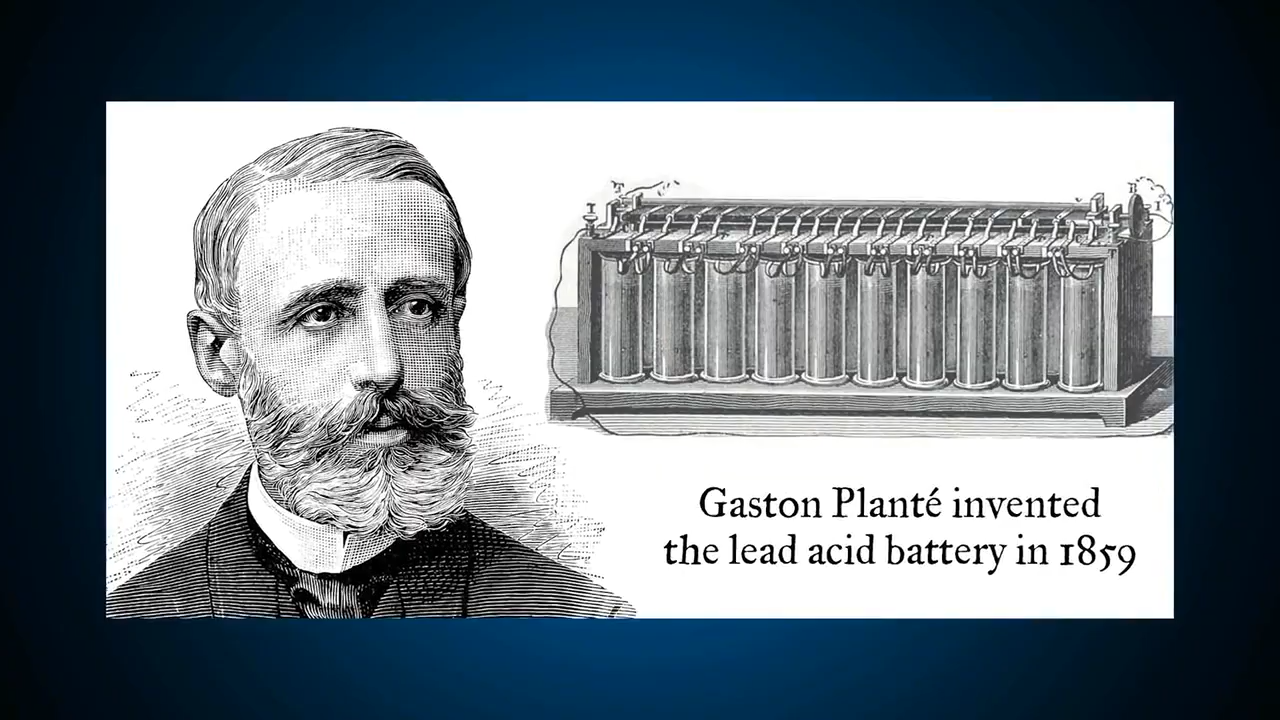 Gaston Planté invented
the lead acid battery in 1859